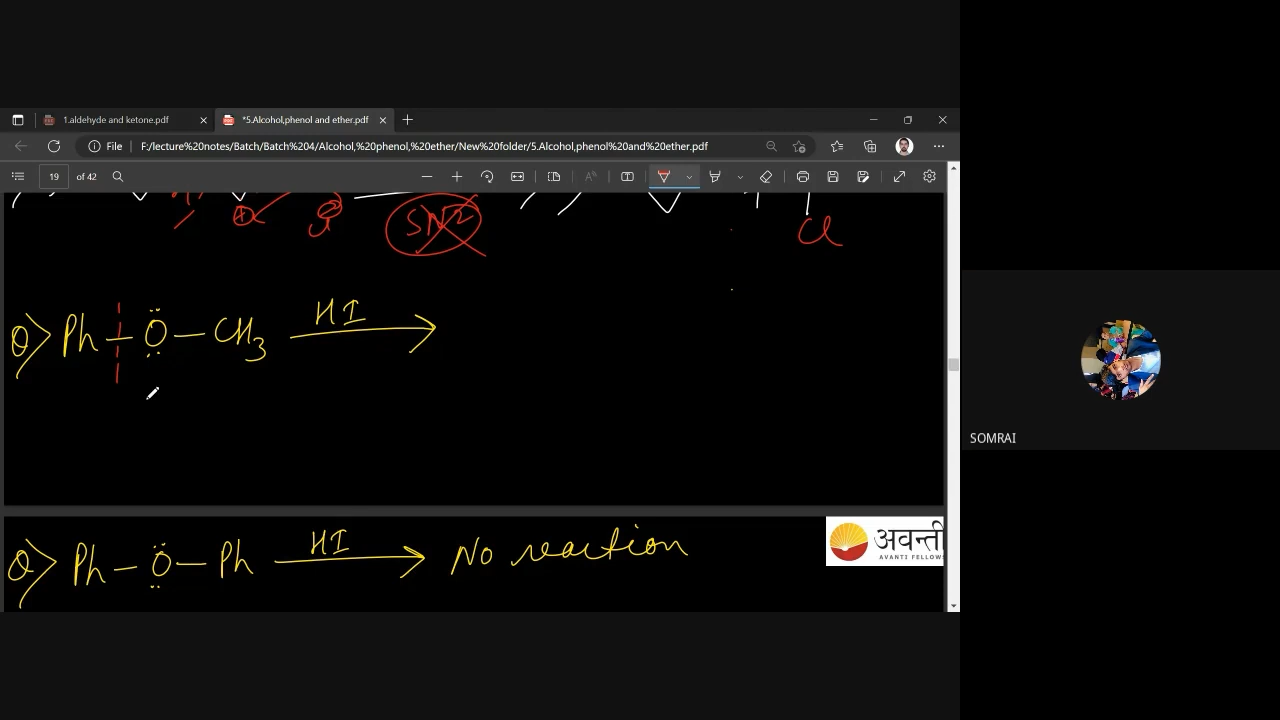 1.aldehyde and ketone.pdf
*5.Alcohol,phenol and ether.pdf
File
F:/lecture%20notes/Batch/Batch%204/Alcohol,%20phenol,%20ether/New%20folder/5.Alcohol,phenol%20and%20ether.pdf
19 of 42
SN2
Cl
Q> Ph – Ö – CH3 HI
SOMRAI
Q> Ph – Ö – Ph HI No reaction
अवन्ती
AVANTI FELLOWS